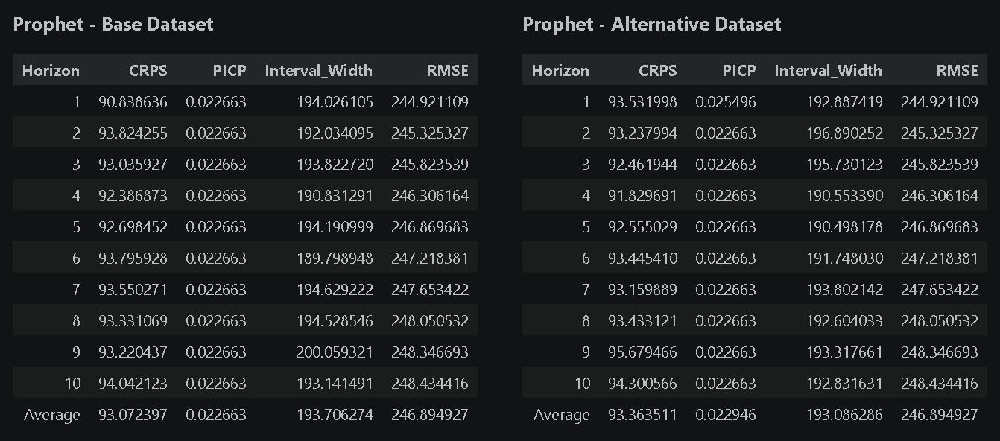 Prophet - Base Dataset
Horizon CRPS PICP Interval_Width RMSE
1 90.838636 0.022663 194.026105 244.921109
2 93.824255 0.022663 192.034095 245.325327
3 93.035927 0.022663 193.822720 245.823539
4 92.386873 0.022663 190.831291 246.306164
5 92.698452 0.022663 194.190999 246.869683
6 93.795928 0.022663 189.798948 247.218381
7 93.550271 0.022663 194.629222 247.653422
8 93.331069 0.022663 194.528546 248.050532
9 93.220437 0.022663 200.059321 248.346693
10 94.042123 0.022663 193.141491 248.434416
Average 93.072397 0.022663 193.706274 246.894927
Prophet - Alternative Dataset
Horizon CRPS PICP Interval_Width RMSE
1 93.531998 0.025496 192.887419 244.921109
2 93.237994 0.022663 196.890252 245.325327
3 92.461944 0.022663 195.730123 245.823539
4 91.829691 0.022663 190.553390 246.306164
5 92.555029 0.022663 190.498178 246.869683
6 93.445410 0.022663 191.748030 247.218381
7 93.159889 0.022663 193.802142 247.653422
8 93.433121 0.022663 192.604033 248.050532
9 95.679466 0.022663 193.317661 248.346693
10 94.300566 0.022663 192.831631 248.434416
Average 93.363511 0.022946 193.086286 246.894927